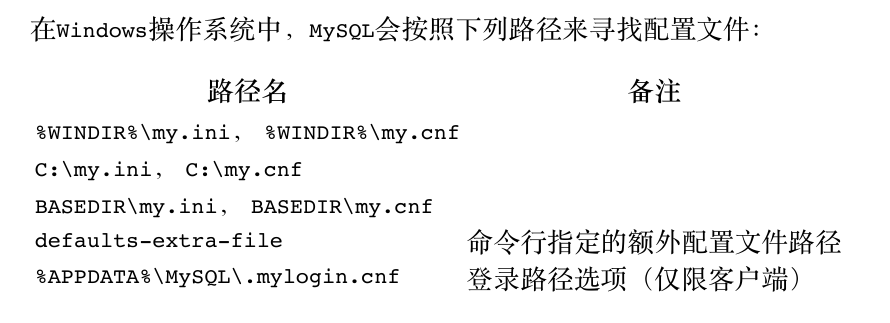 在Windows操作系统中，MySQL会按照下列路径来寻找配置文件：
路径名 备注
%WINDIR%\my.ini， %WINDIR%\my.cnf
C:\my.ini， C:\my.cnf
BASEDIR\my.ini， BASEDIR\my.cnf
defaults-extra-file 命令行指定的额外配置文件路径
%APPDATA%\MySQL\.mylogin.cnf 登录路径选项（仅限客户端）